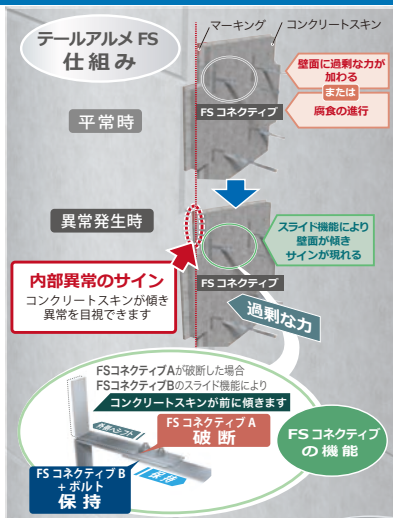 テールアルメ FS
仕組み
マーキング
コンクリートスキン
壁面に過剰な力が
加わる
または
腐食の進行
FS コネクティブ
平常時
異常発生時
スライド機能により
壁面が傾き
サインが現れる
内部異常のサイン
コンクリートスキンが傾き
異常を目視できます
FS コネクティブ
過剰な力
FSコネクティブAが破断した場合
FSコネクティブBのスライド機能により
コンクリートスキンが前に傾きます
外側へシフト
FS コネクティブ A
破断
FS コネクティブ
の機能
FS コネクティブ B
+ ボルト
保持
保持